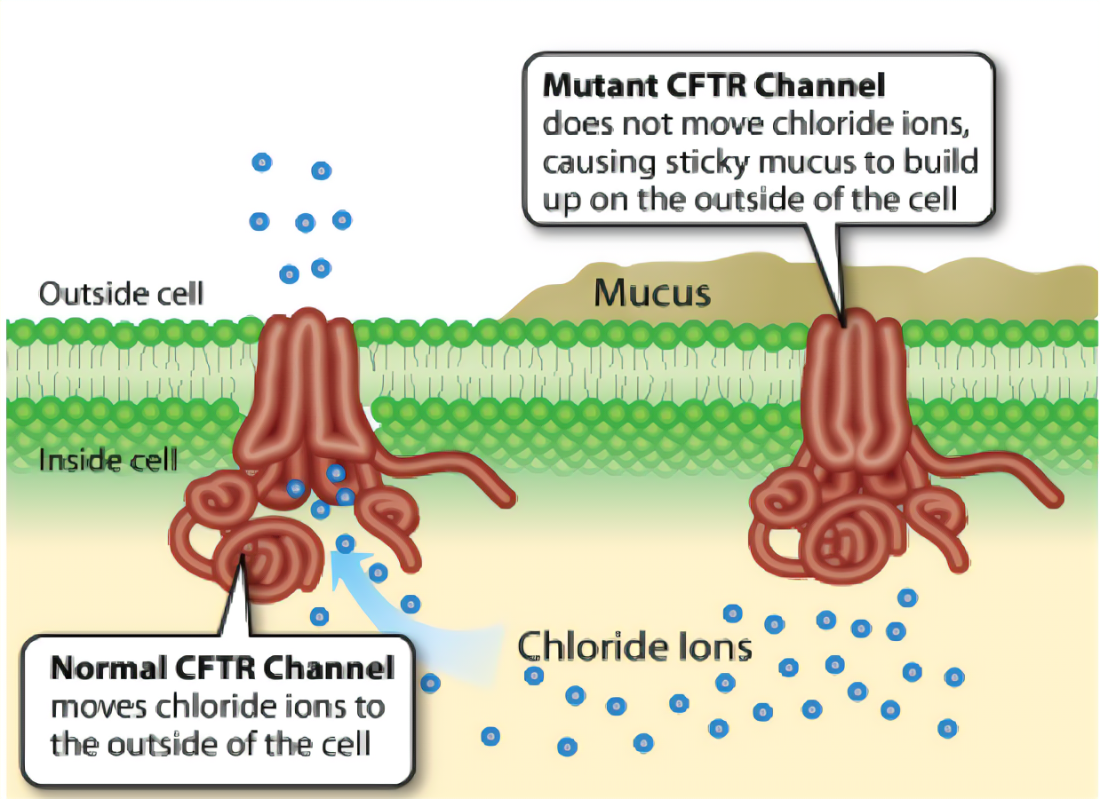 Mutant CFTR Channel
does not move chloride ions,
causing sticky mucus to build
up on the outside of the cell
Outside cell
Mucus
Inside cell
Chloride Ions
Normal CFTR Channel
moves chloride ions to
the outside of the cell